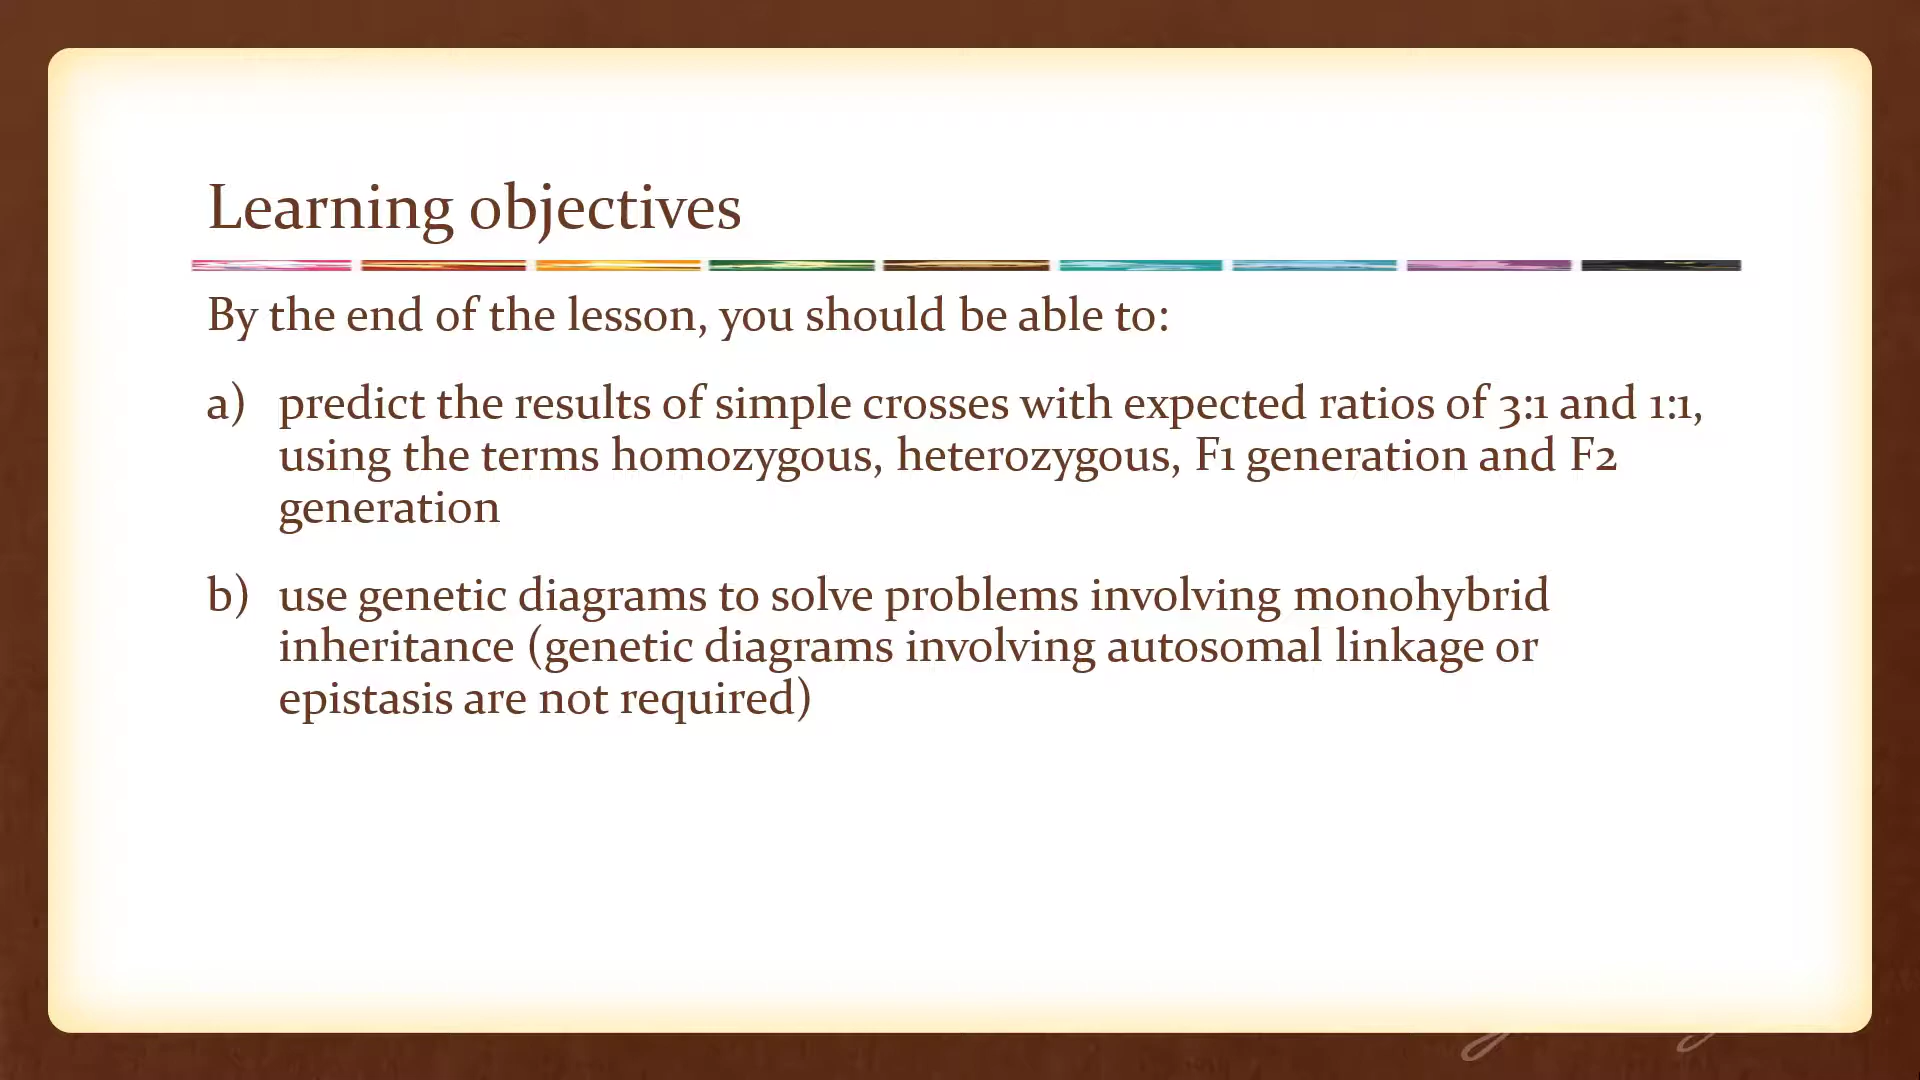 Learning objectives
By the end of the lesson, you should be able to:
a) predict the results of simple crosses with expected ratios of 3:1 and 1:1,
using the terms homozygous, heterozygous, F1 generation and F2
generation
b) use genetic diagrams to solve problems involving monohybrid
inheritance (genetic diagrams involving autosomal linkage or
epistasis are not required)